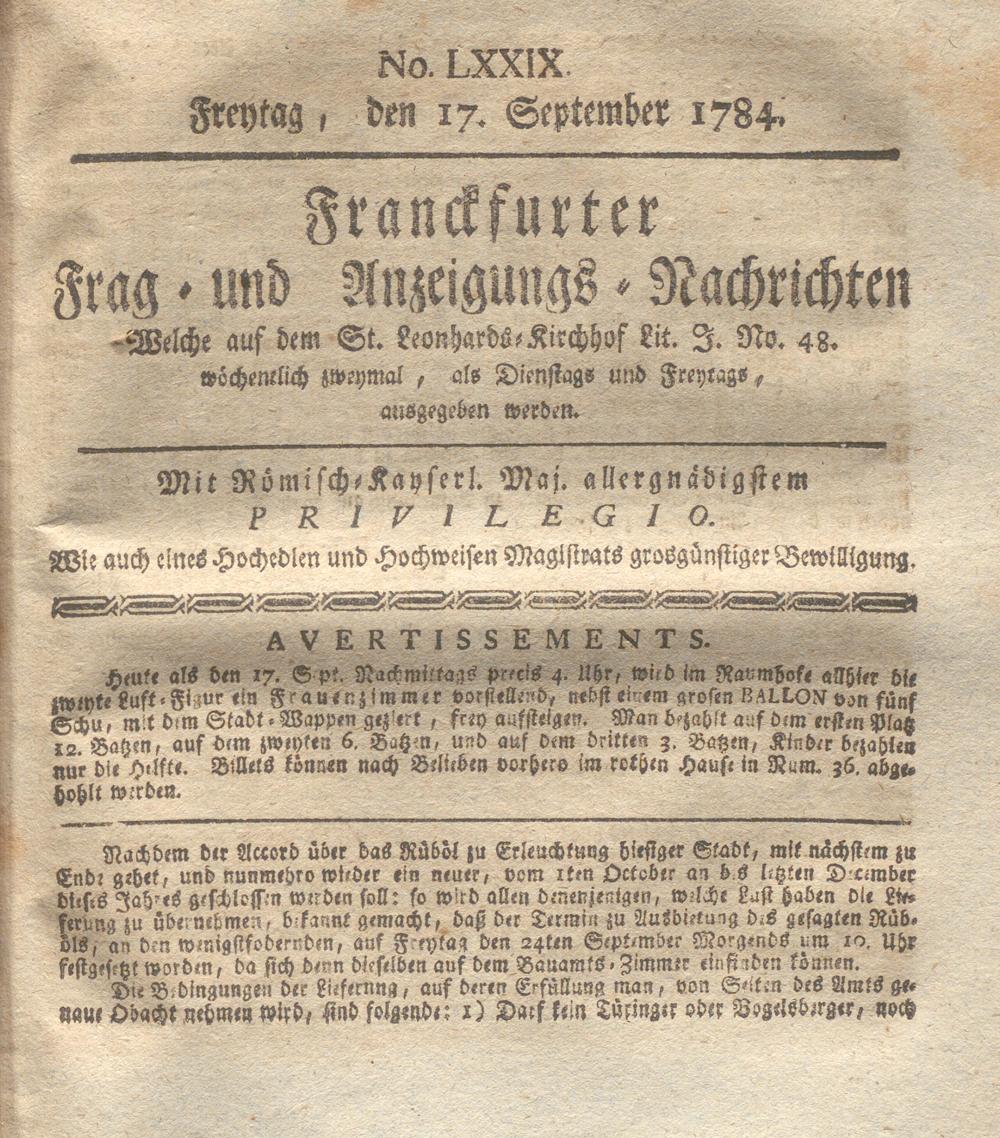 No. LXXIX.
Freytag, den 17. September 1784.
Franckfurter
Frag- und Anzeigungs-Nachrichten
Welche auf dem St. Leonhards-Kirchhof Lit. J. No. 48.
wöchentlich zweymal, als Dienstags und Freytags,
ausgegeben werden.
Mit Römisch-Kayserl. Maj. allergnädigstem
PRIVILEGIO.
Wie auch eines Hochedlen und Hochweisen Magistrats grosgünstiger Bewilligung.
AVERTISSEMENTS.
Heute als den 17. Sept. Nachmittags precis 4. Uhr, wird im Raumhofe allhier die
zweyte Luft-Figur ein Frauenzimmer vorstellend, nebst einem grosen BALLON von fünf
Schu, mit dem Stadt-Wappen geziert, frey aufsteigen. Man bezahlt auf dem ersten Platz
12. Batzen, auf dem zweyten 6. Batzen, und auf dem dritten 3. Batzen, Kinder bezahlen
nur die Helfte. Billets können nach Belieben vorhero im rothen Hause in Num. 36. abge-
hohlt werden.
Nachdem der Accord über das Rüböl zu Erleuchtung hiesiger Stadt, mit nächstem zu
Ende gehet, und nunmehro wieder ein neuer, vom 1ten October an bis letzten December
dieses Jahres geschlossen werden soll: so wird allen denenjenigen, welche Lust haben die Lie-
ferung zu übernehmen, bekannt gemacht, daß der Termin zu Ausbietung des gesagten Rüb-
öls, an den wenigstfodernden, auf Freytag den 24ten September Morgends um 10. Uhr
festgesetzt worden, da sich denn dieselben auf dem Bauamts-Zimmer einfinden können.
Die Bedingungen der Lieferung, auf deren Erfüllung man, von Seiten des Amts ge-
naue Obacht nehmen wird, sind folgende: 1) Darf kein Türinger oder Vogelsberger, noch